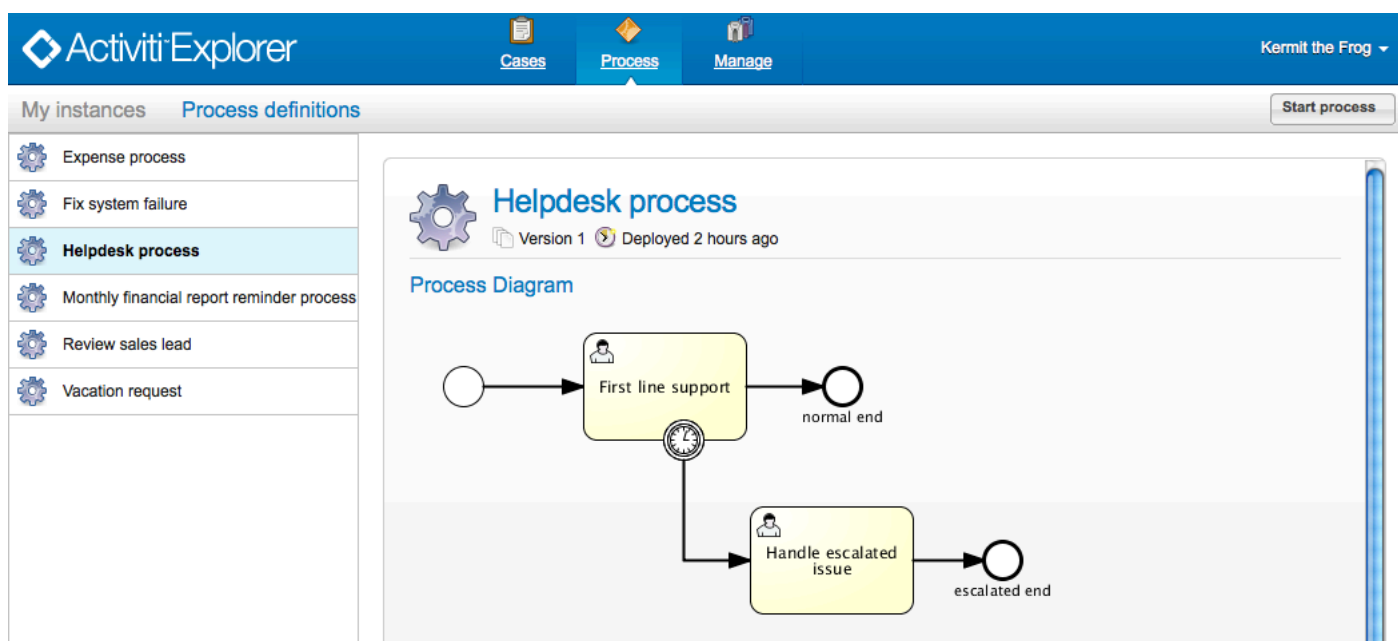 Activiti™Explorer
Cases
Process
Manage
Kermit the Frog
My instances
Process definitions
Start process
Expense process
Fix system failure
Helpdesk process
Monthly financial report reminder process
Review sales lead
Vacation request
Helpdesk process
Version 1
Deployed 2 hours ago
Process Diagram
First line support
normal end
Handle escalated
issue
escalated end